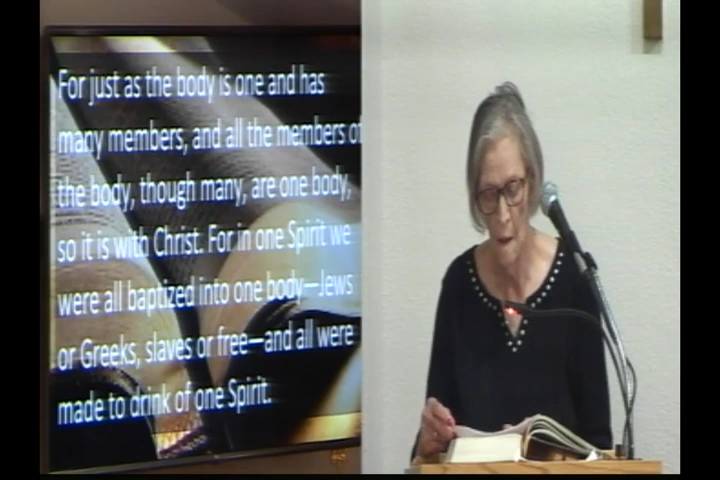 For just as the body is one and has
many members, and all the members of
the body, though many, are one body,
so it is with Christ. For in one Spirit we
were all baptized into one body—Jews
or Greeks, slaves or free—and all were
made to drink of one Spirit.